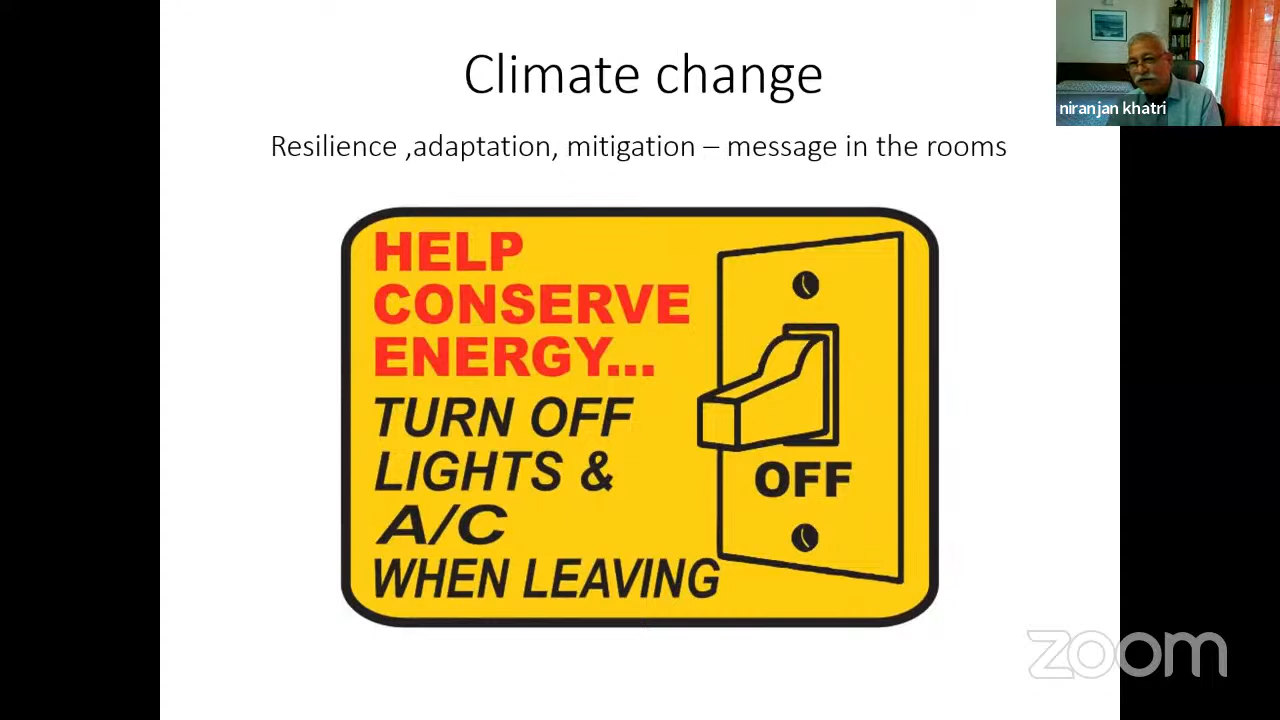 Climate change
niranjan khatri
Resilience ,adaptation, mitigation – message in the rooms
HELP
CONSERVE
ENERGY...
TURN OFF
LIGHTS &
A/C
WHEN LEAVING
OFF
zoom